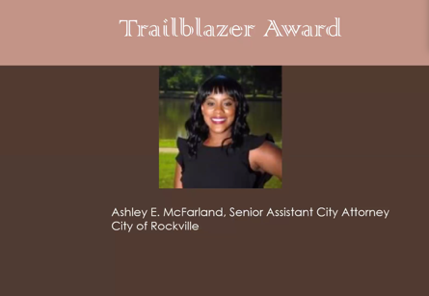 Trailblazer Award
Ashley E. McFarland, Senior Assistant City Attorney
City of Rockville